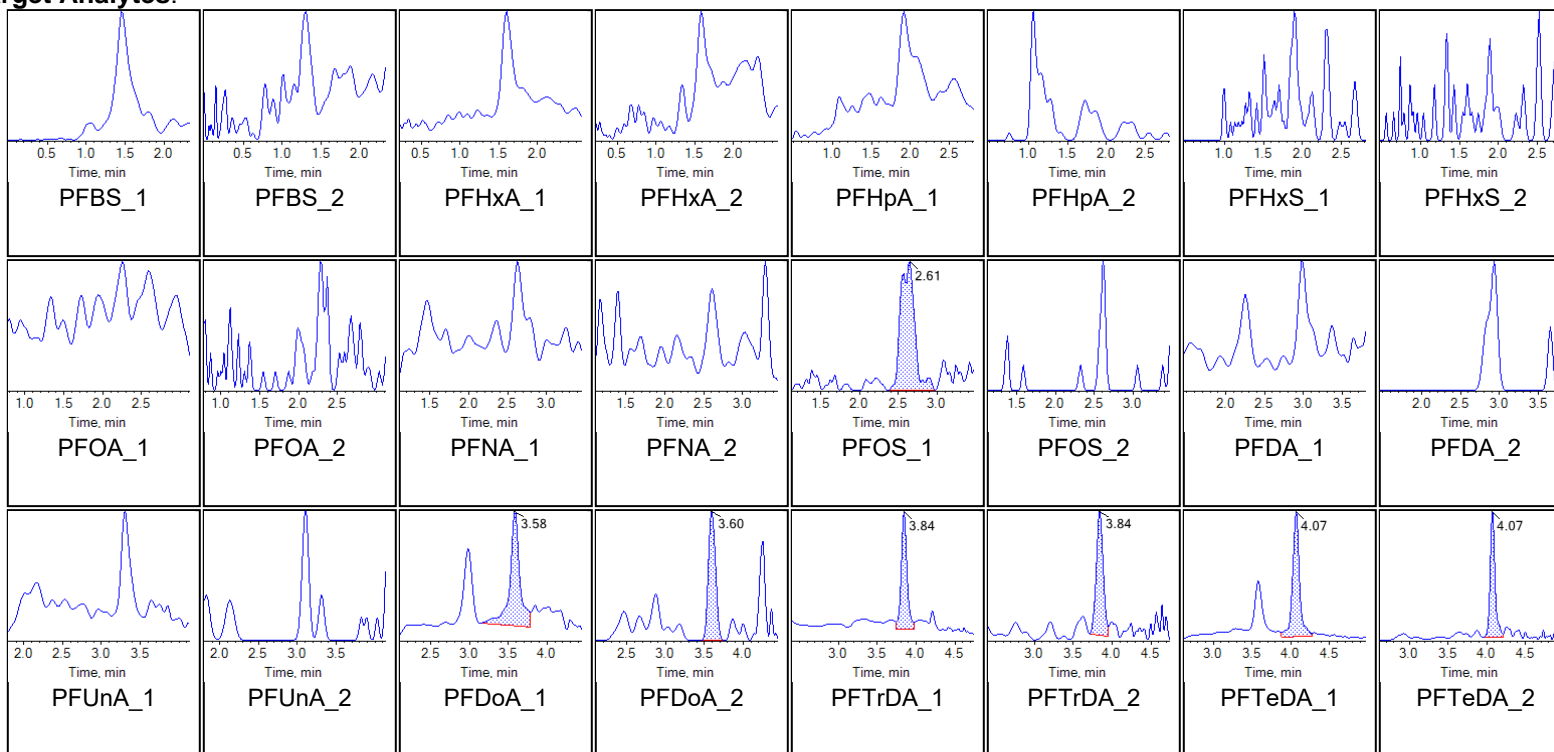 rget Analytes:
0.5 1.0 1.5 2.0 0.5 1.0 1.5 2.0 0.5 1.0 1.5 2.0 0.5 1.0 1.5 2.0 1.0 1.5 2.0 2.5 1.0 1.5 2.0 2.5 1.0 1.5 2.0 2.5 1.0 1.5 2.0 2.5
Time, min Time, min Time, min Time, min Time, min Time, min Time, min Time, min
PFBS_1 PFBS_2 PFHxA_1 PFHxA_2 PFHpA_1 PFHpA_2 PFHxS_1 PFHxS_2
2.61
1.0 1.5 2.0 2.5 1.0 1.5 2.0 2.5 1.5 2.0 2.5 3.0 1.5 2.0 2.5 3.0 1.5 2.0 2.5 3.0 1.5 2.0 2.5 3.0 2.0 2.5 3.0 3.5 2.0 2.5 3.0 3.5
Time, min Time, min Time, min Time, min Time, min Time, min Time, min Time, min
PFOA_1 PFOA_2 PFNA_1 PFNA_2 PFOS_1 PFOS_2 PFDA_1 PFDA_2
3.58 3.60 3.84 3.84 4.07 4.07
2.0 2.5 3.0 3.5 2.0 2.5 3.0 3.5 2.5 3.0 3.5 4.0 2.5 3.0 3.5 4.0 3.0 3.5 4.0 4.5 3.0 3.5 4.0 4.5 3.0 3.5 4.0 4.5 3.0 3.5 4.0 4.5
Time, min Time, min Time, min Time, min Time, min Time, min Time, min Time, min
PFUnA_1 PFUnA_2 PFDoA_1 PFDoA_2 PFTrDA_1 PFTrDA_2 PFTeDA_1 PFTeDA_2